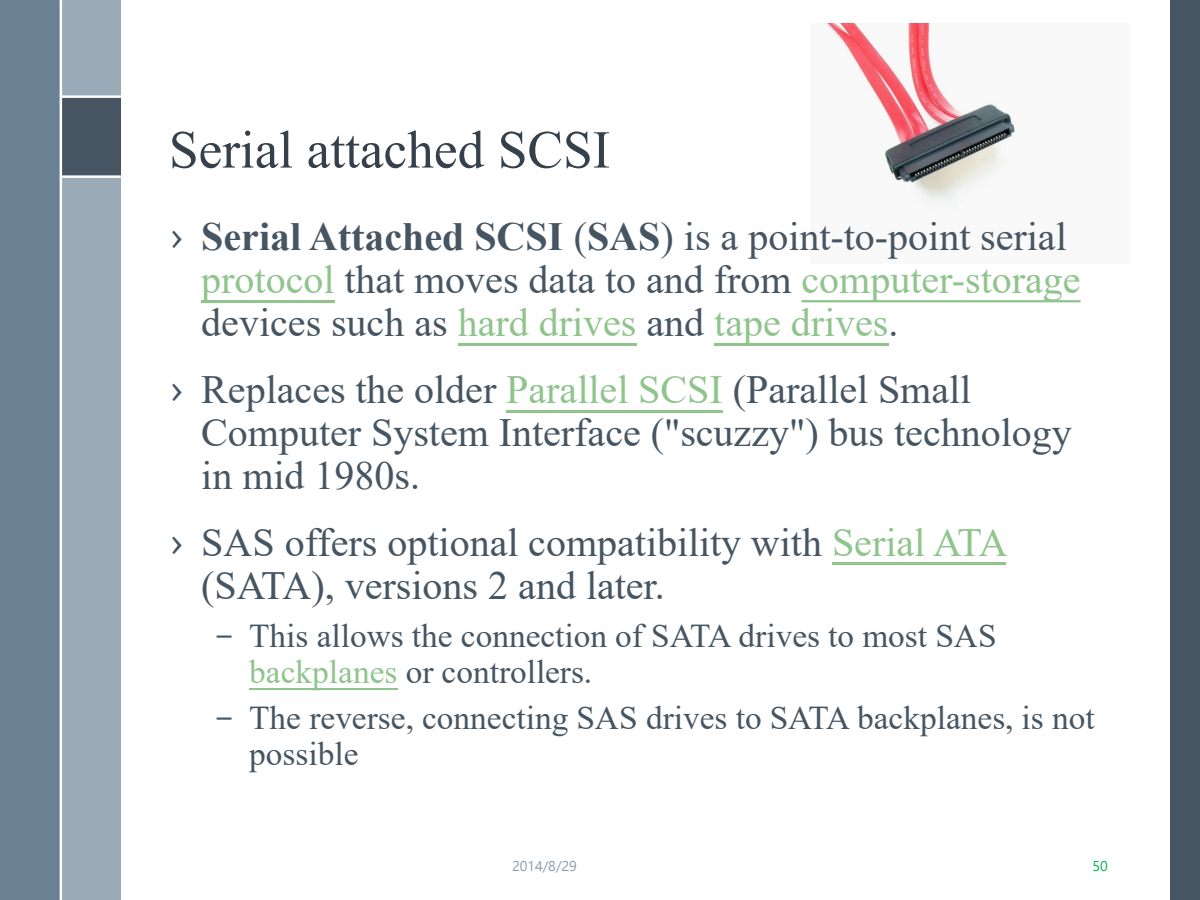 Serial attached SCSI
› Serial Attached SCSI (SAS) is a point-to-point serial
protocol that moves data to and from computer-storage
devices such as hard drives and tape drives.
› Replaces the older Parallel SCSI (Parallel Small
Computer System Interface ("scuzzy") bus technology
in mid 1980s.
› SAS offers optional compatibility with Serial ATA
(SATA), versions 2 and later.
– This allows the connection of SATA drives to most SAS
backplanes or controllers.
– The reverse, connecting SAS drives to SATA backplanes, is not
possible
2014/8/29
50